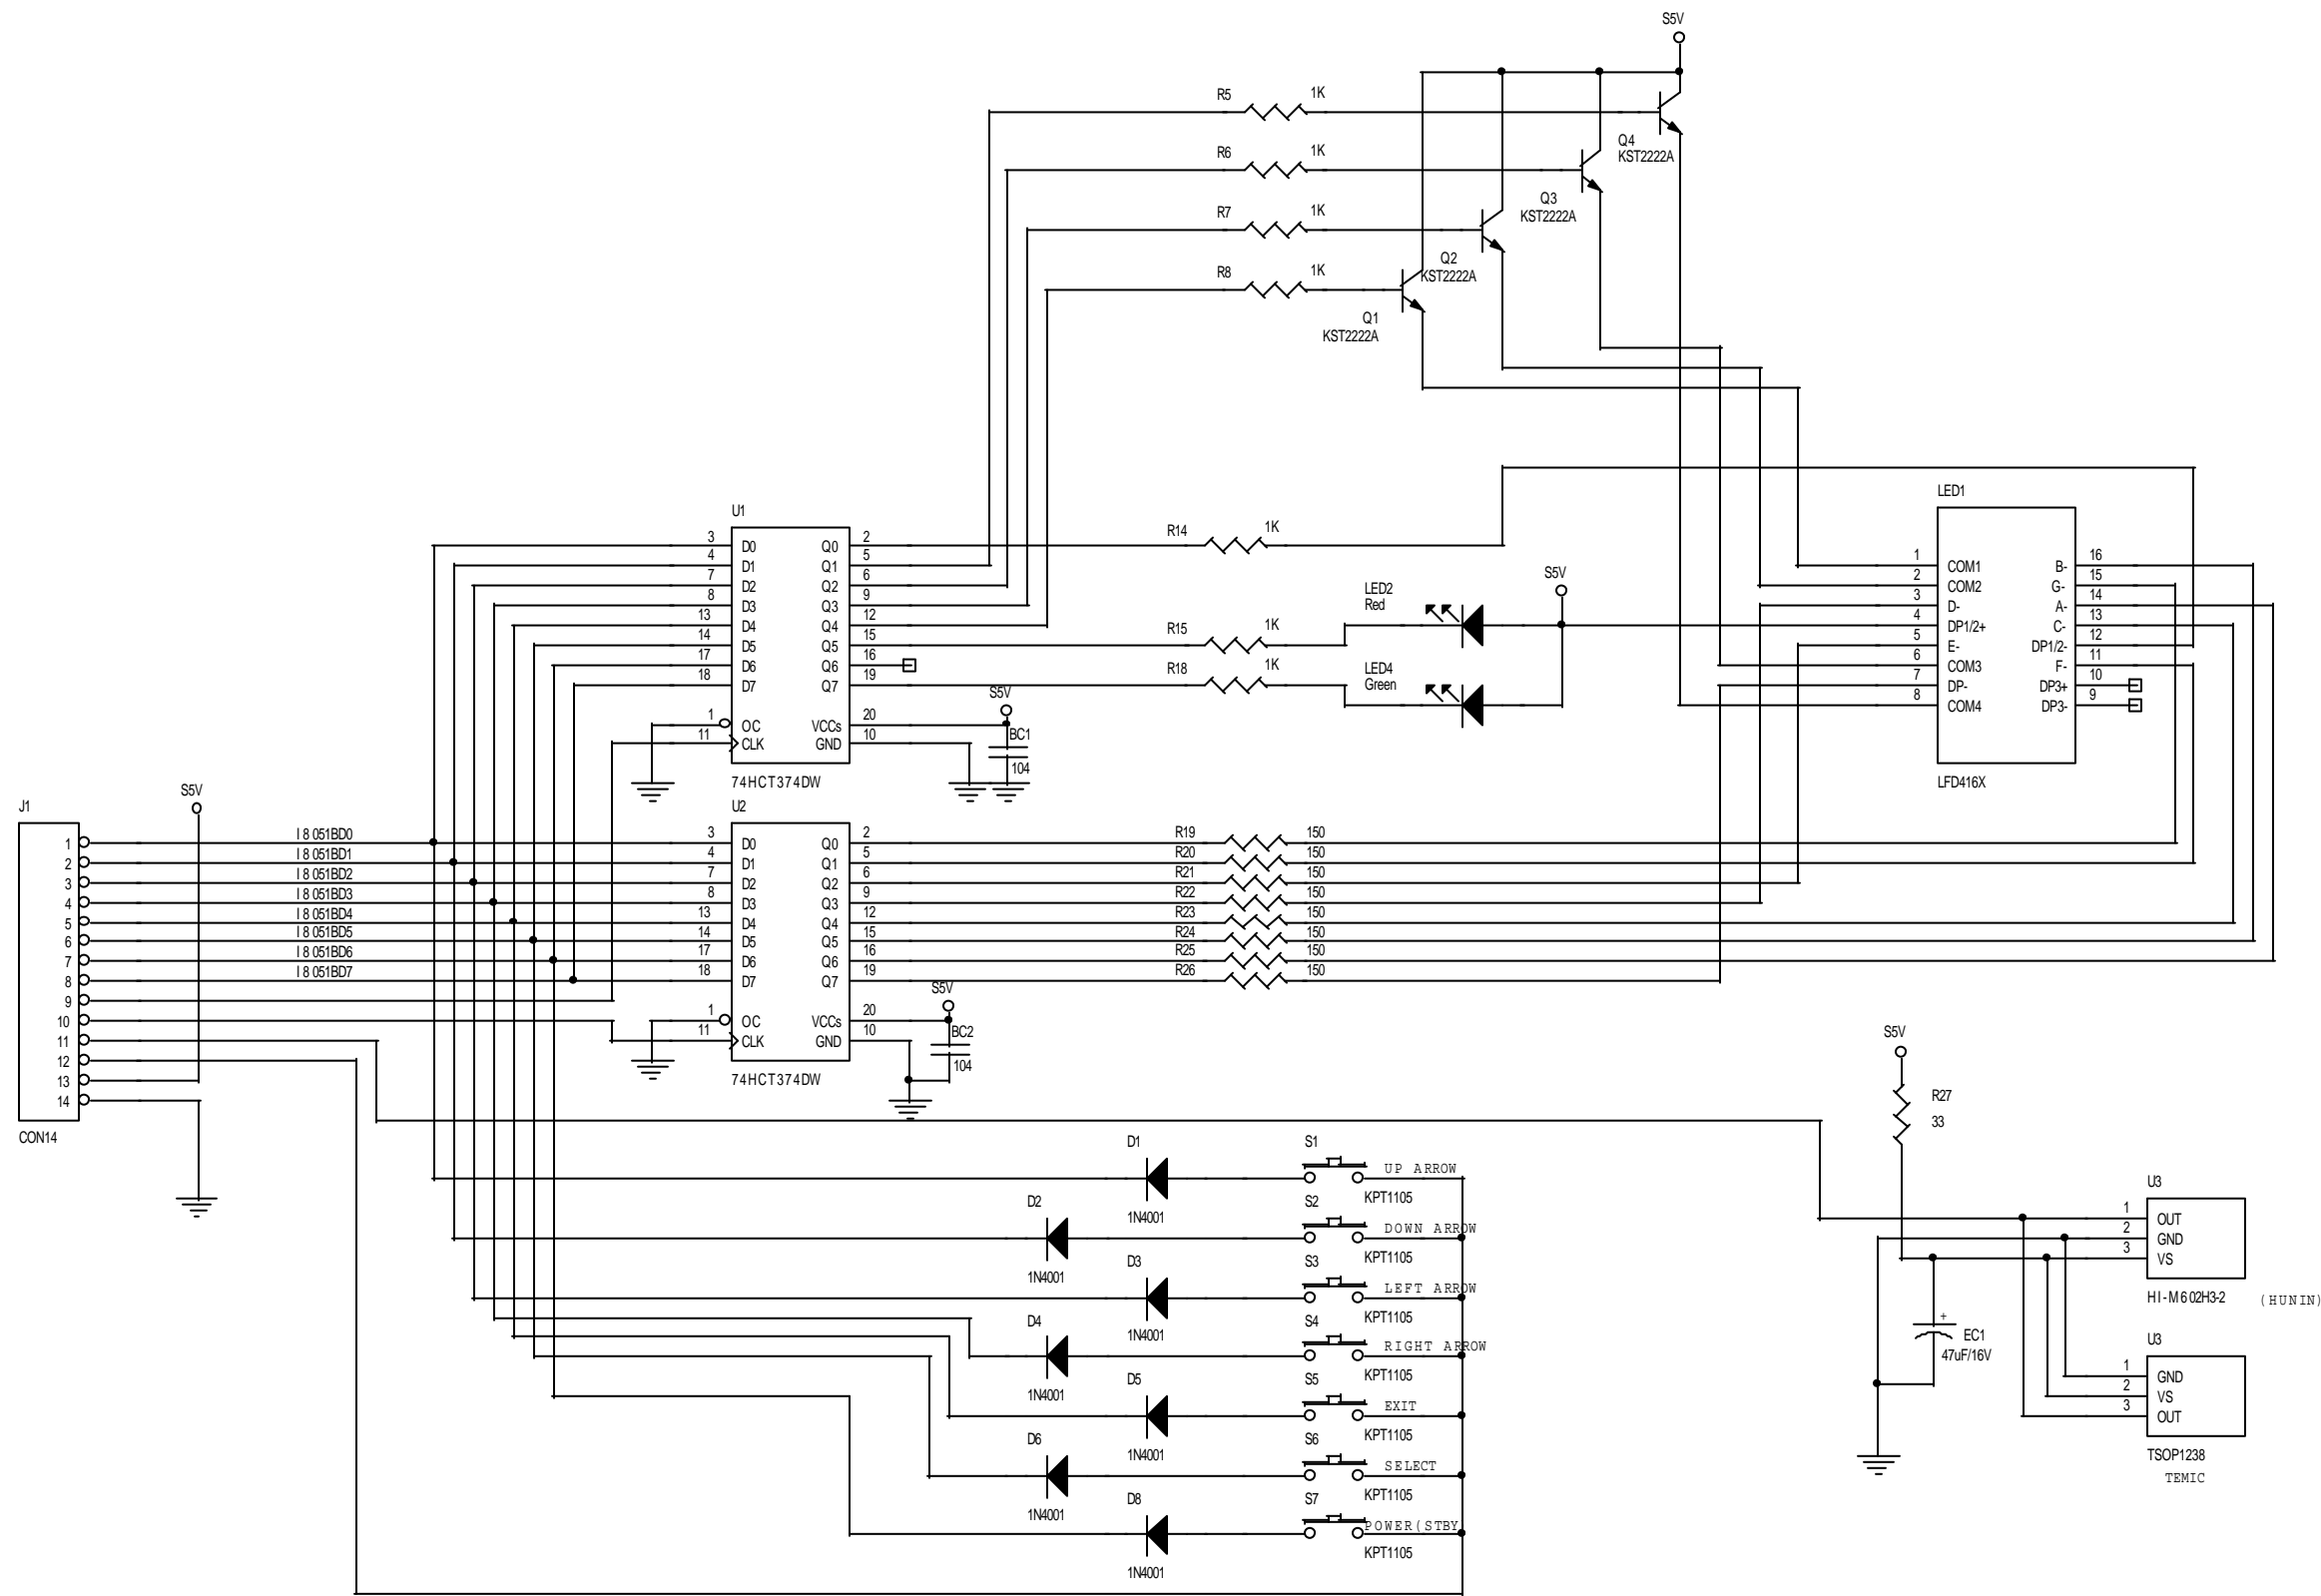 S5V
R5 1K
Q4
KST2222A
R6 1K
Q3
KST2222A
R7 1K
Q2
KST2222A
R8 1K
Q1
KST2222A
U1
3 D0 Q0 2
4 D1 Q1 5
7 D2 Q2 6
8 D3 Q3 9
13 D4 Q4 12
14 D5 Q5 15
17 D6 Q6 16
18 D7 Q7 19
1 OC VCCs 20
11 CLK GND 10
74HCT374DW
S5V
BC1
104
R14 1K
R15 1K
R18 1K
LED2
Red
LED4
Green
S5V
LED1
1 COM1 B- 16
2 COM2 G- 15
3 D- A- 14
4 DP1/2+ C- 13
5 E- DP1/2- 12
6 COM3 F- 11
7 DP- DP3+ 10
8 COM4 DP3- 9
LFD416X
J1
S5V
1 I8051BD0
2 I8051BD1
3 I8051BD2
4 I8051BD3
5 I8051BD4
6 I8051BD5
7 I8051BD6
8 I8051BD7
9
10
11
12
13
14
CON14
U2
3 D0 Q0 2
4 D1 Q1 5
7 D2 Q2 6
8 D3 Q3 9
13 D4 Q4 12
14 D5 Q5 15
17 D6 Q6 16
18 D7 Q7 19
1 OC VCCs 20
11 CLK GND 10
74HCT374DW
S5V
BC2
104
R19 150
R20 150
R21 150
R22 150
R23 150
R24 150
R25 150
R26 150
D1
1N4001
S1
UP ARROW
KPT1105
D2
1N4001
S2
DOWN ARROW
KPT1105
D3
1N4001
S3
LEFT ARROW
KPT1105
D4
1N4001
S4
RIGHT ARROW
KPT1105
D5
1N4001
S5
EXIT
KPT1105
D6
1N4001
S6
SELECT
KPT1105
D8
1N4001
S7
POWER(STBY
KPT1105
S5V
R27
33
+
EC1
47uF/16V
U3
1 OUT
2 GND
3 VS
HI-M602H3-2 (HUNIN)
U3
1 GND
2 VS
3 OUT
TSOP1238
TEMIC